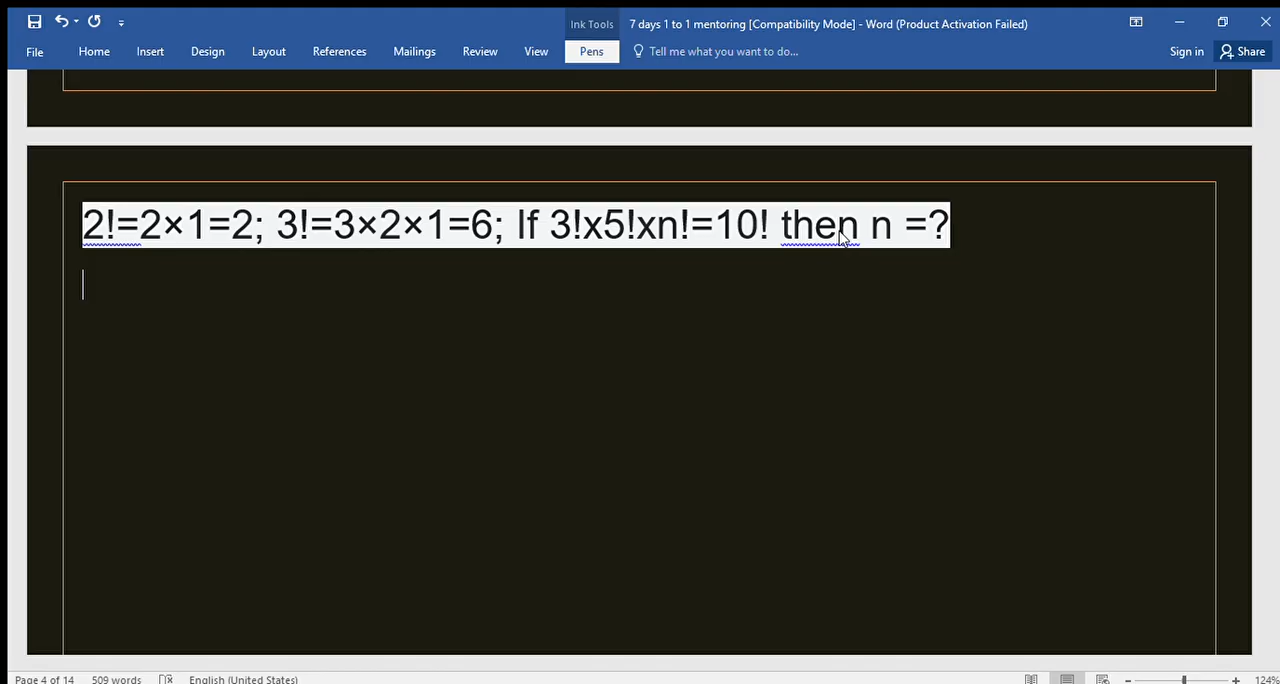 Ink Tools 7 days 1 to 1 mentoring [Compatibility Mode] - Word (Product Activation Failed)
File Home Insert Design Layout References Mailings Review View Pens Tell me what you want to do... Sign in Share
2!=2×1=2; 3!=3×2×1=6; If 3!x5!xn!=10! then n =?
Page 4 of 14 509 words English (United States) 124%